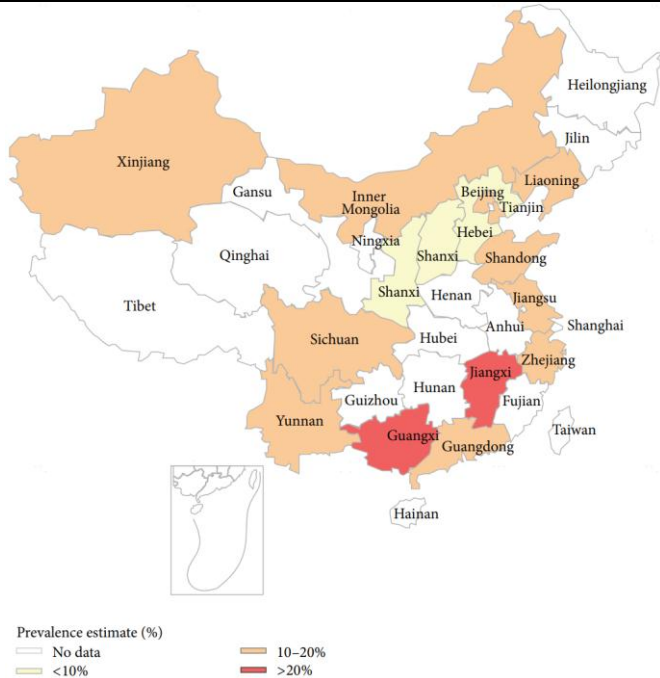 Heilongjiang
Jilin
Xinjiang
Liaoning
Gansu
Beijing
Inner
Mongolia
Tianjin
Ningxia
Hebei
Qinghai
Shanxi
Shandong
Shanxi
Henan
Tibet
Jiangsu
Anhui
Shanghai
Sichuan
Hubei
Zhejiang
Jiangxi
Hunan
Guizhou
Fujian
Yunnan
Taiwan
Guangxi
Guangdong
Hainan
Prevalence estimate (%)
No data
10–20%
<10%
>20%